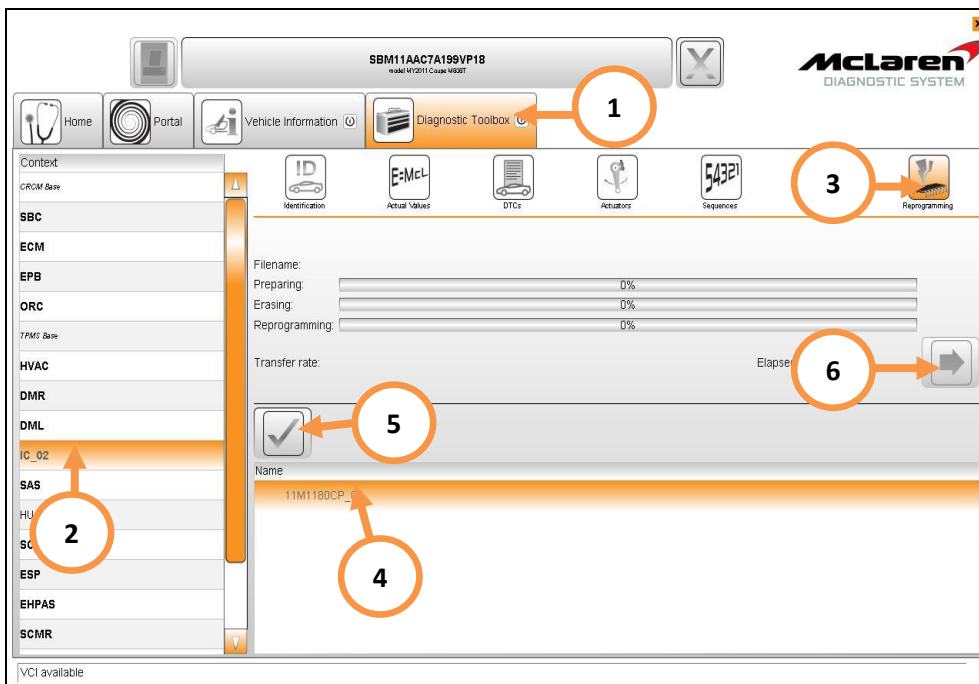 SBM11AAC7A199VP18
model MY2011 Coupe M838T
McLaren
DIAGNOSTIC SYSTEM
X
1
Home
Portal
Vehicle Information
Diagnostic Toolbox
Context
CRCM Base
SBC
ECM
EPB
ORC
TPMS Base
HVAC
DMR
DML
IC_02
SAS
HU
SC
ESP
EHPAS
SCMR
2
ID
Identification
E=McL
Actual Values
DTCs
Actuators
54321
Sequences
3
Reprogramming
Filename:
Preparing: 0%
Erasing: 0%
Reprogramming: 0%
Transfer rate:
Elapse
6
5
Name
11M1180CP_
4
VCI available